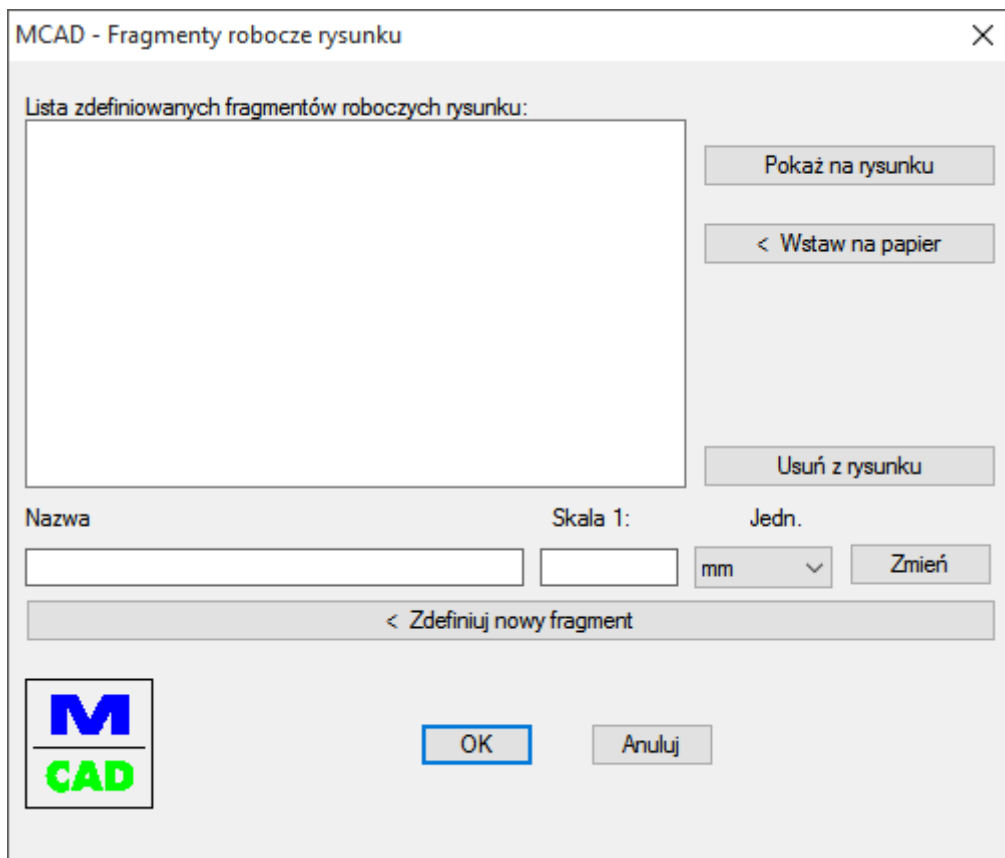 MCAD - Fragmenty robocze rysunku
Lista zdefiniowanych fragmentów roboczych rysunku:
Pokaż na rysunku
< Wstaw na papier
Usuń z rysunku
Nazwa Skala 1: Jedn.
mm Zmień
< Zdefiniuj nowy fragment
M
CAD
OK Anuluj